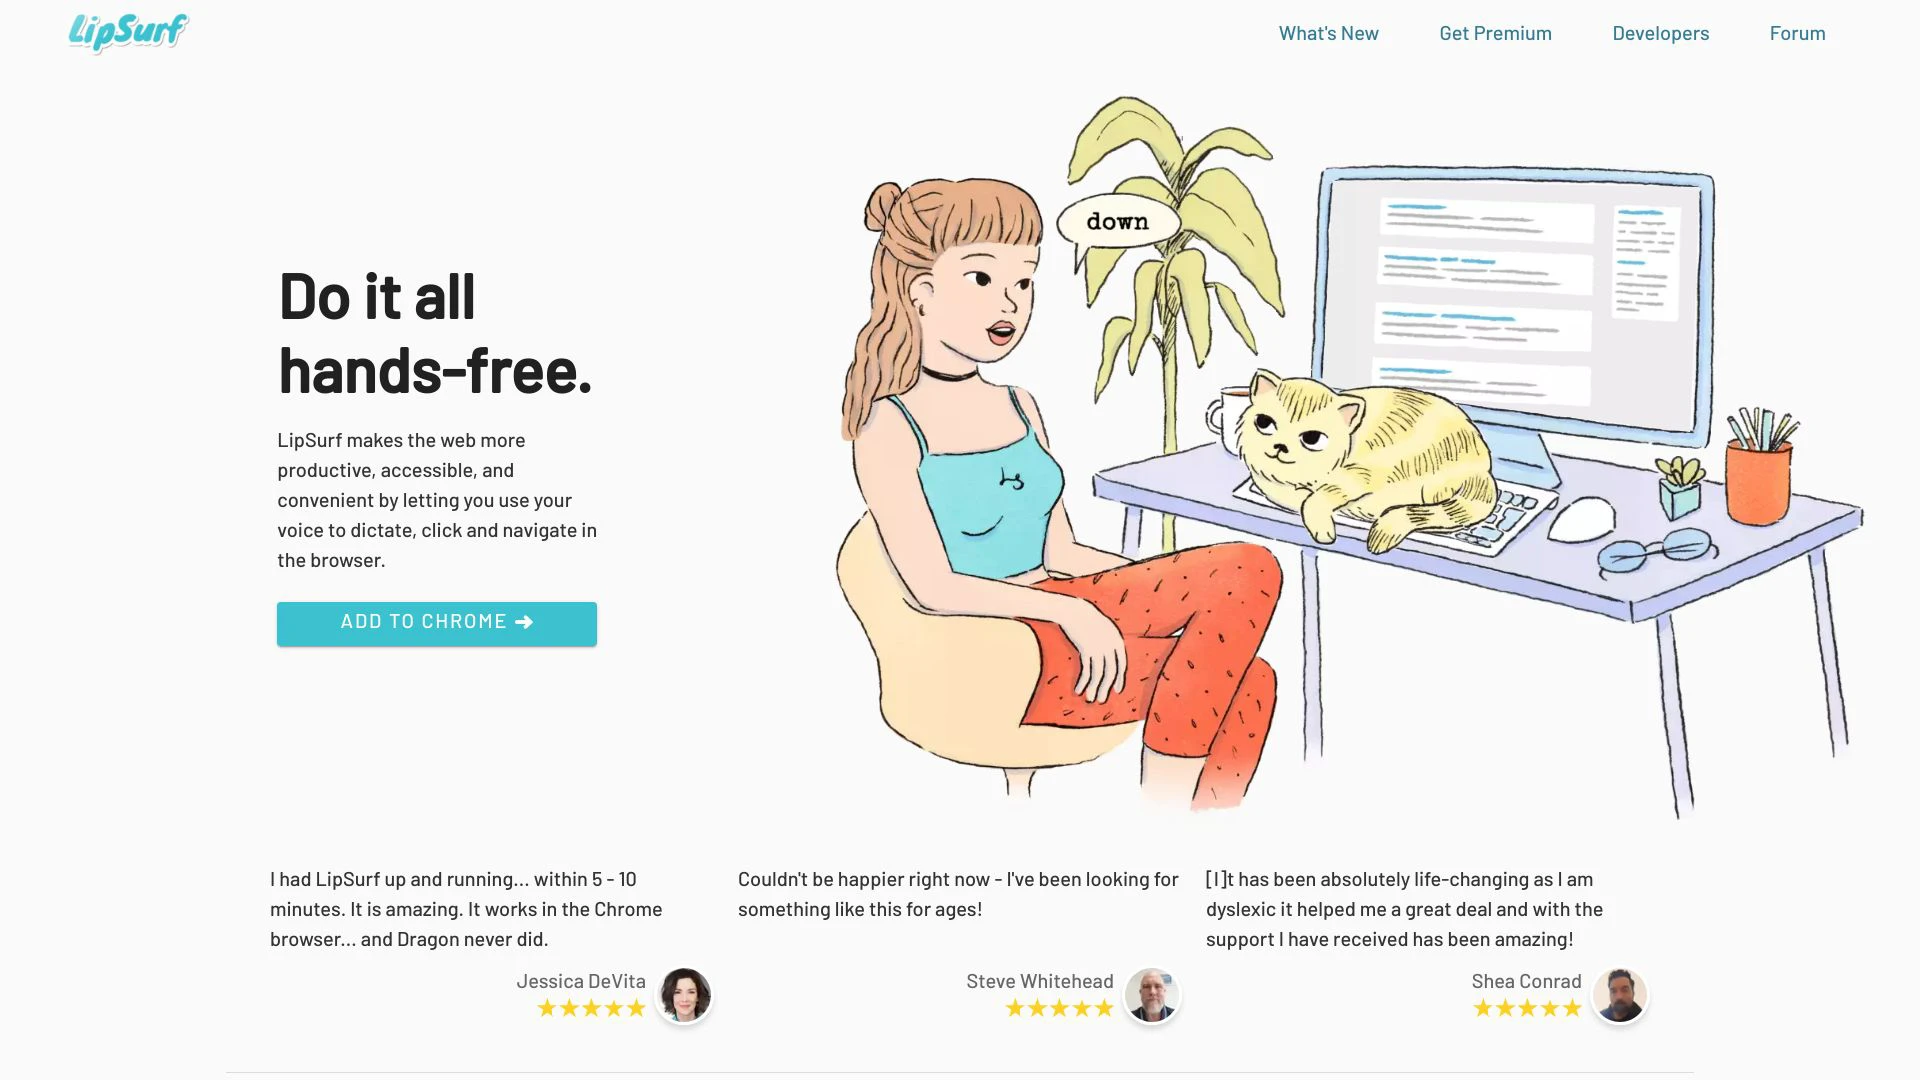 LipSurf
What's New
Get Premium
Developers
Forum
down
Do it all
hands-free.
LipSurf makes the web more
productive, accessible, and
convenient by letting you use your
voice to dictate, click and navigate in
the browser.
ADD TO CHROME ➔
I had LipSurf up and running... within 5 - 10
minutes. It is amazing. It works in the Chrome
browser... and Dragon never did.
Jessica DeVita
★★★★★
Couldn't be happier right now - I've been looking for
something like this for ages!
Steve Whitehead
★★★★★
[I]t has been absolutely life-changing as I am
dyslexic it helped me a great deal and with the
support I have received has been amazing!
Shea Conrad
★★★★★